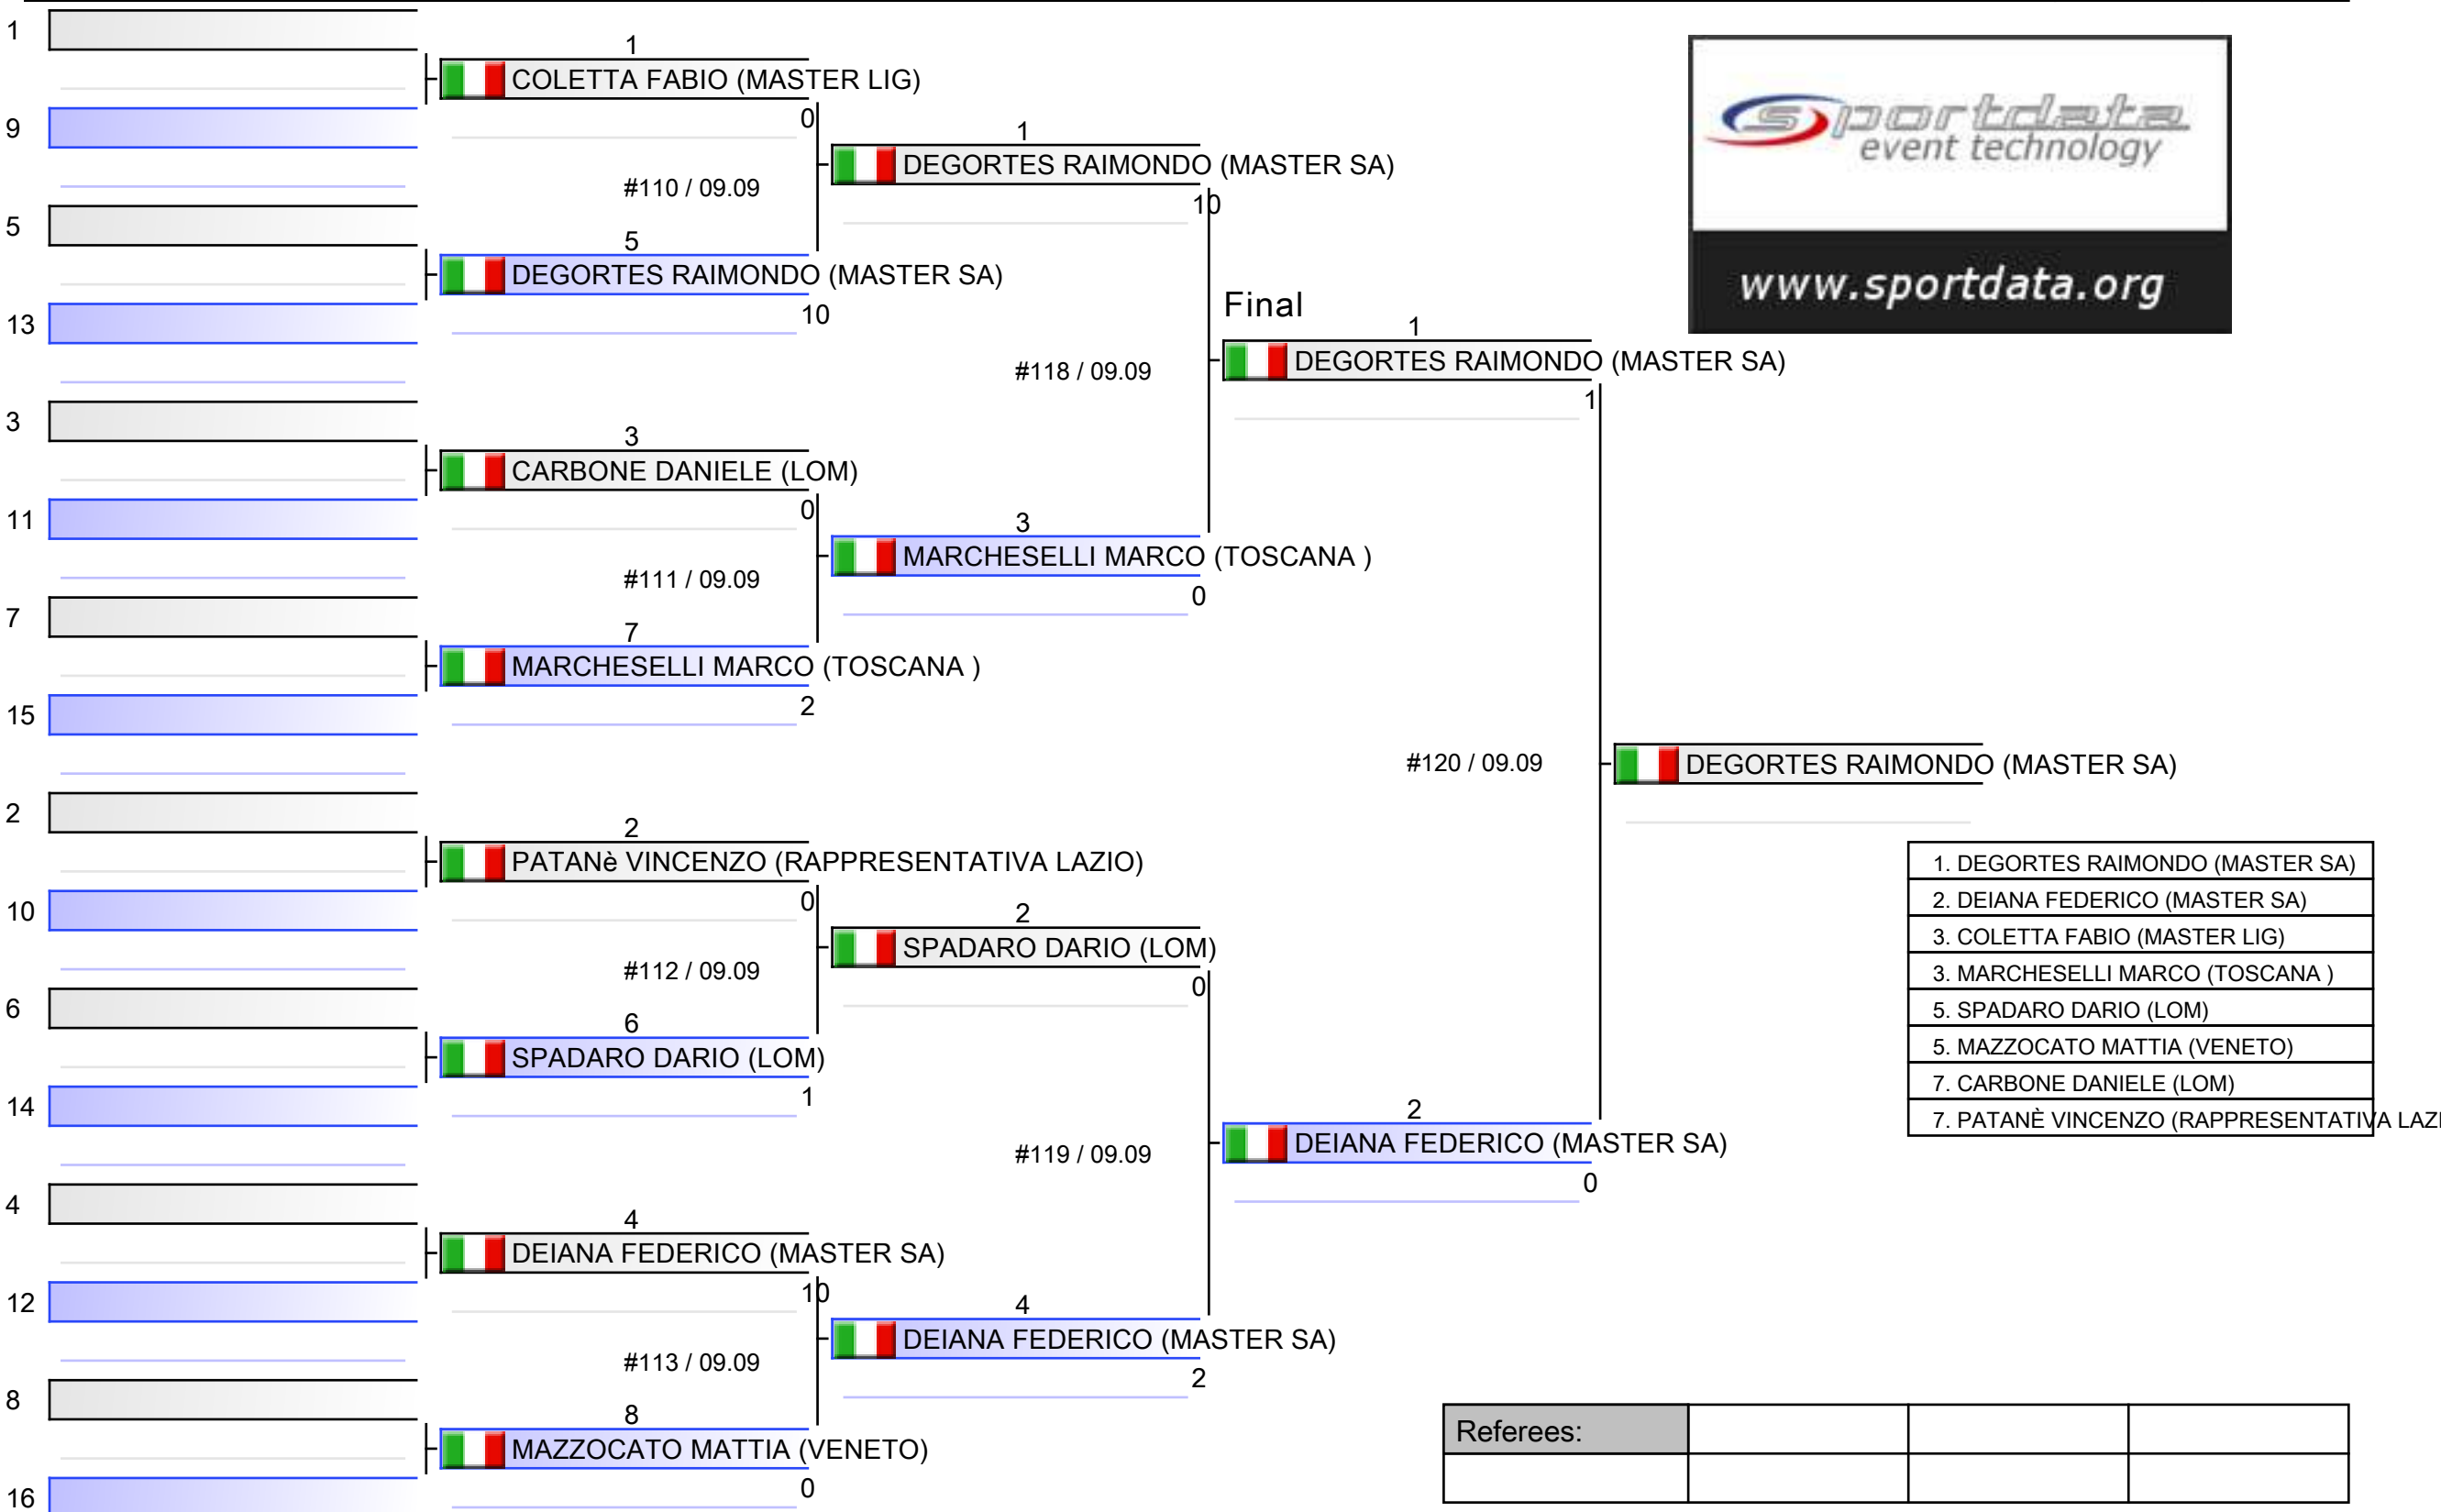 1
9
5
13
3
11
7
15
2
10
6
14
4
12
8
16
1
COLETTA FABIO (MASTER LIG)
0
#110 / 09.09
5
DEGORTES RAIMONDO (MASTER SA)
10
3
CARBONE DANIELE (LOM)
0
#111 / 09.09
7
MARCHESELLI MARCO (TOSCANA )
2
2
PATANè VINCENZO (RAPPRESENTATIVA LAZIO)
0
#112 / 09.09
6
SPADARO DARIO (LOM)
1
4
DEIANA FEDERICO (MASTER SA)
10
#113 / 09.09
8
MAZZOCATO MATTIA (VENETO)
0
1
DEGORTES RAIMONDO (MASTER SA)
10
#118 / 09.09
3
MARCHESELLI MARCO (TOSCANA )
0
2
SPADARO DARIO (LOM)
0
#119 / 09.09
4
DEIANA FEDERICO (MASTER SA)
2
Final
1
DEGORTES RAIMONDO (MASTER SA)
1
#120 / 09.09
2
DEIANA FEDERICO (MASTER SA)
0
DEGORTES RAIMONDO (MASTER SA)
sportdata
event technology
www.sportdata.org
1. DEGORTES RAIMONDO (MASTER SA)
2. DEIANA FEDERICO (MASTER SA)
3. COLETTA FABIO (MASTER LIG)
3. MARCHESELLI MARCO (TOSCANA )
5. SPADARO DARIO (LOM)
5. MAZZOCATO MATTIA (VENETO)
7. CARBONE DANIELE (LOM)
7. PATANÈ VINCENZO (RAPPRESENTATIVA LAZI
Referees: